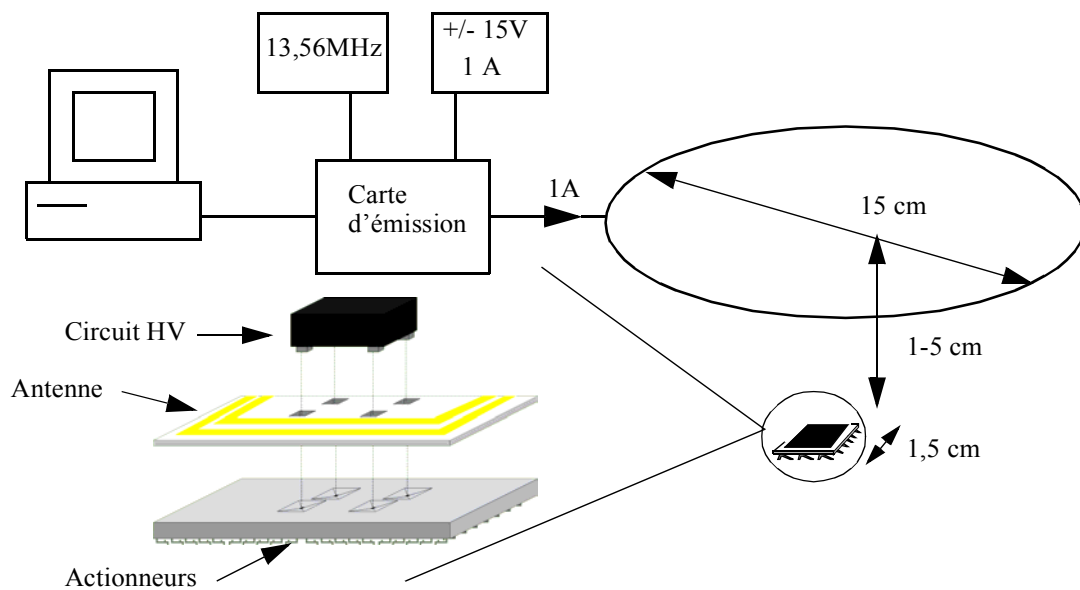 13,56MHz
+/- 15V
1 A
Carte
d’émission
1A
15 cm
Circuit HV
1-5 cm
Antenne
1,5 cm
Actionneurs